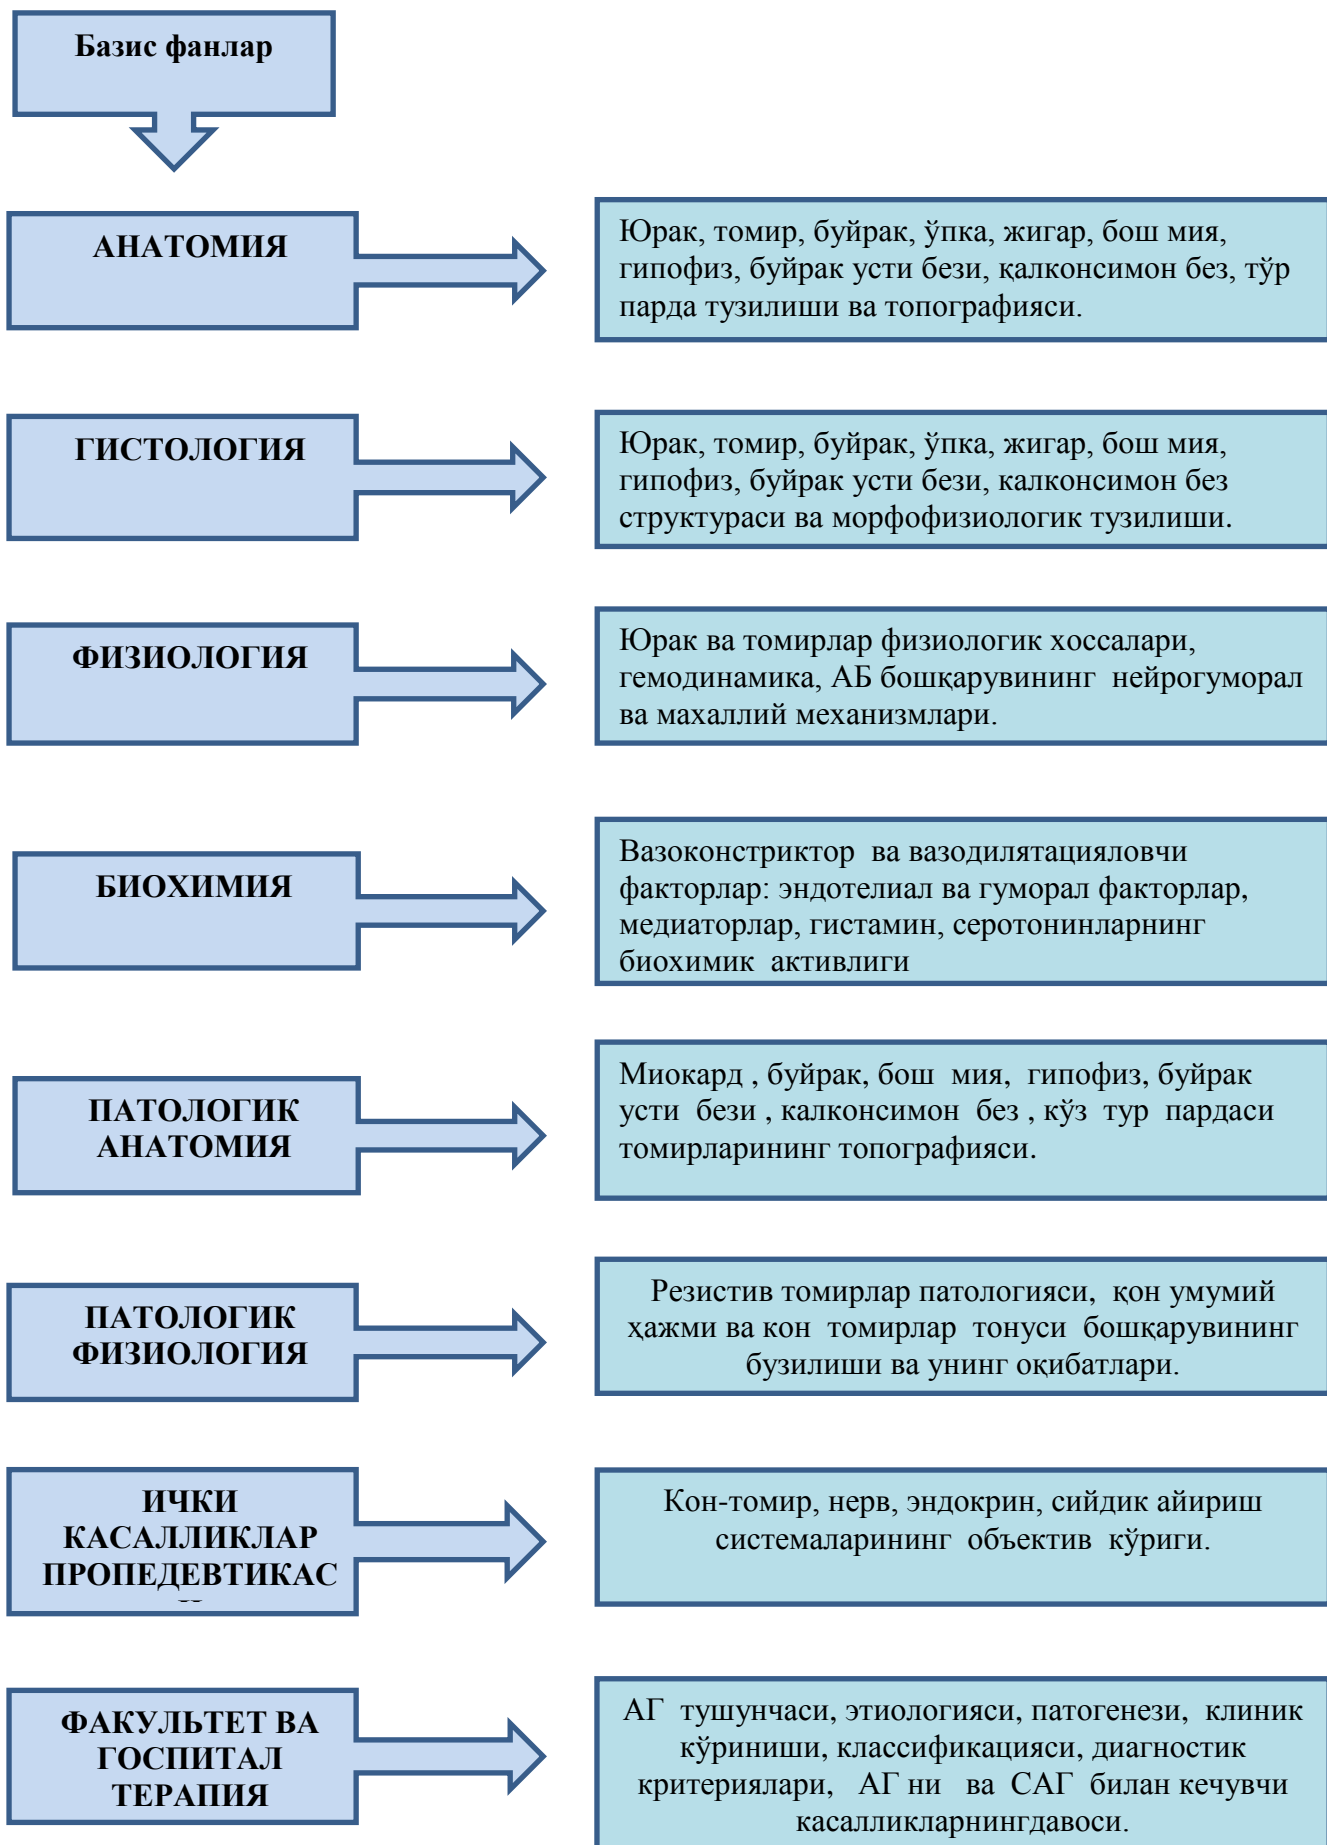 Базис фанлар
АНАТОМИЯ
Юрак, томир, буйрак, ўпка, жигар, бош мия,
гипофиз, буйрак усти бези, қалконсимон без, тўр
парда тузилиши ва топографияси.
ГИСТОЛОГИЯ
Юрак, томир, буйрак, ўпка, жигар, бош мия,
гипофиз, буйрак усти бези, калконсимон без
структураси ва морфофизиологик тузилиши.
ФИЗИОЛОГИЯ
Юрак ва томирлар физиологик хоссалари,
гемодинамика, АБ бошқарувининг нейрогуморал
ва махаллий механизмлари.
БИОХИМИЯ
Вазоконстриктор ва вазодилятацияловчи
факторлар: эндотелиал ва гуморал факторлар,
медиаторлар, гистамин, серотонинларнинг
биохимик активлиги
ПАТОЛОГИК
АНАТОМИЯ
Миокард , буйрак, бош мия, гипофиз, буйрак
усти бези , калконсимон без , кўз тур пардаси
томирларининг топографияси.
ПАТОЛОГИК
ФИЗИОЛОГИЯ
Резистив томирлар патологияси, қон умумий
ҳажми ва кон томирлар тонуси бошқарувининг
бузилиши ва унинг оқибатлари.
ИЧКИ
КАСАЛЛИКЛАР
ПРОПЕДЕВТИКАС
Кон-томир, нерв, эндокрин, сийдик айириш
системаларининг объектив кўриги.
ФАКУЛЬТЕТ ВА
ГОСПИТАЛ
ТЕРАПИЯ
АГ тушунчаси, этиологияси, патогенези, клиник
кўриниши, классификацияси, диагностик
критериялари, АГ ни ва САГ билан кечувчи
касалликларнингдавоси.